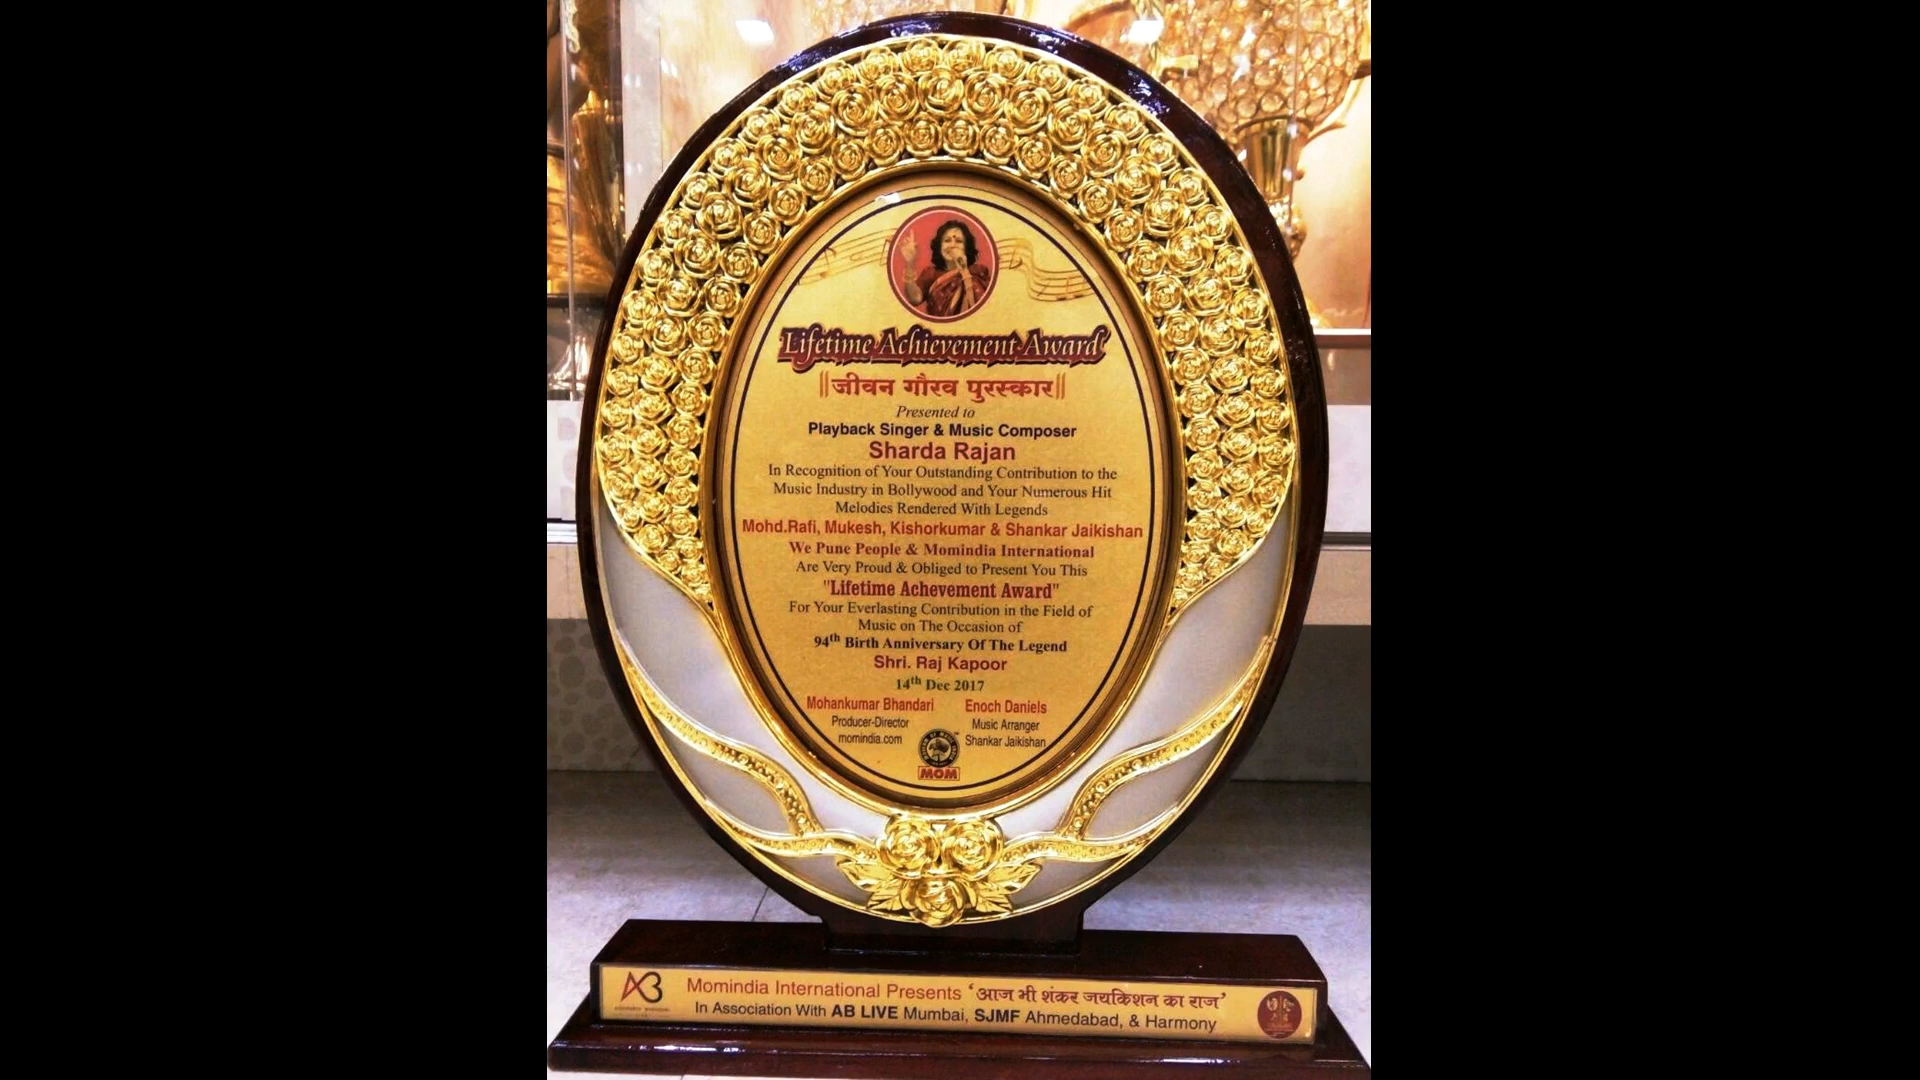 Lifetime Achievement Award
||जीवन गौरव पुरस्कार||
Presented to
Playback Singer & Music Composer
Sharda Rajan
In Recognition of Your Outstanding Contribution to the
Music Industry in Bollywood and Your Numerous Hit
Melodies Rendered With Legends
Mohd.Rafi, Mukesh, Kishorkumar & Shankar Jaikishan
We Pune People & Momindia International
Are Very Proud & Obliged to Present You This
"Lifetime Achevement Award"
For Your Everlasting Contribution in the Field of
Music on The Occasion of
94th Birth Anniversary Of The Legend
Shri. Raj Kapoor
14th Dec 2017
Mohankumar Bhandari
Producer-Director
momindia.com
Enoch Daniels
Music Arranger
Shankar Jaikishan
MOM
Momindia International Presents ‘आज भी शंकर जयकिशन का राज’
In Association With AB LIVE Mumbai, SJMF Ahmedabad, & Harmony